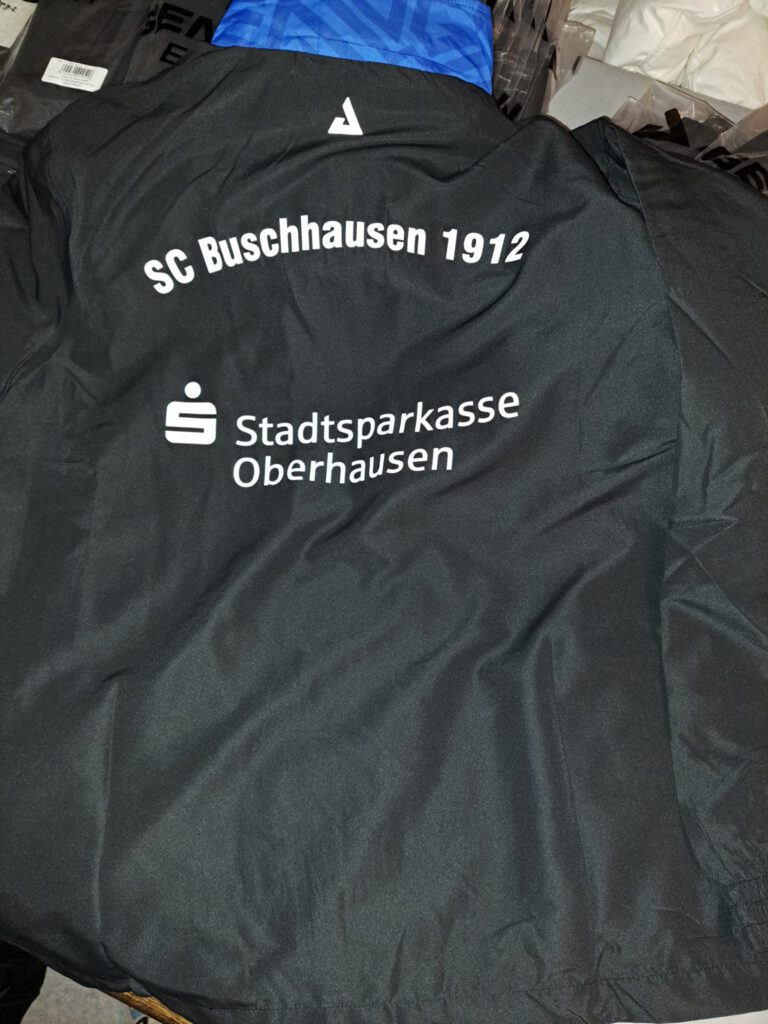 SC Buschhausen 1912
Stadtsparkasse
Oberhausen